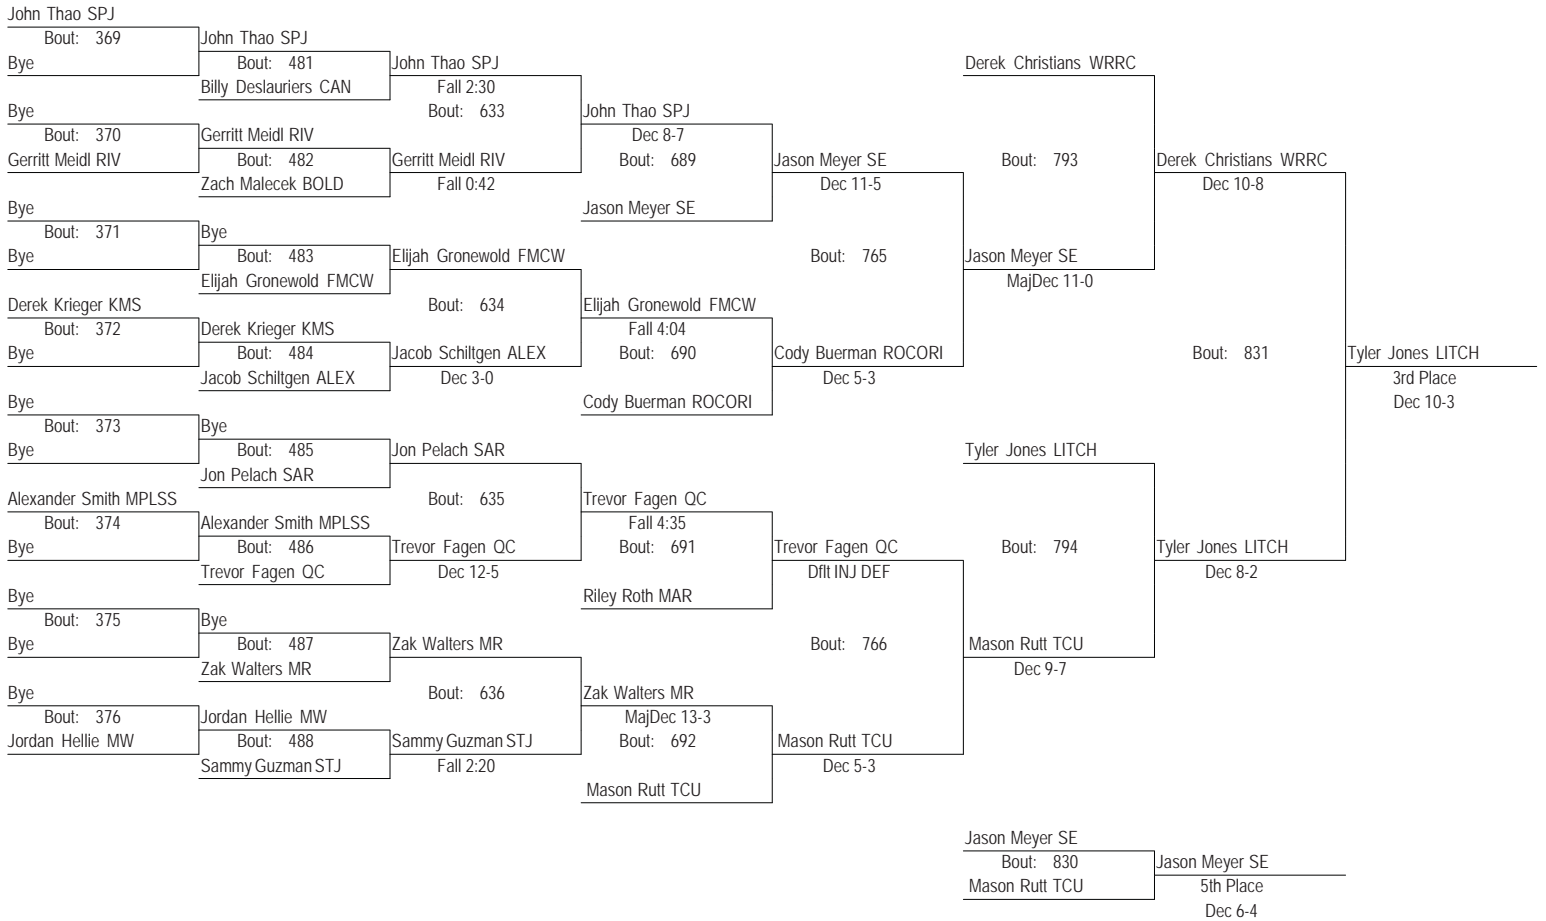 John Thao SPJ
Bout: 369
Bye
Bye
Bout: 370
Gerritt Meidl RIV
Bye
Bout: 371
Bye
Derek Krieger KMS
Bout: 372
Bye
Bye
Bout: 373
Bye
Alexander Smith MPLSS
Bout: 374
Bye
Bye
Bout: 375
Bye
Bye
Bout: 376
Jordan Hellie MW
John Thao SPJ
Bout: 481
Billy Deslauriers CAN
Gerritt Meidl RIV
Bout: 482
Zach Malecek BOLD
Bye
Bout: 483
Elijah Gronewold FMCW
Derek Krieger KMS
Bout: 484
Jacob Schiltgen ALEX
Bye
Bout: 485
Jon Pelach SAR
Alexander Smith MPLSS
Bout: 486
Trevor Fagen QC
Bye
Bout: 487
Zak Walters MR
Jordan Hellie MW
Bout: 488
Sammy Guzman STJ
John Thao SPJ
Fall 2:30
Bout: 633
Gerritt Meidl RIV
Fall 0:42
Elijah Gronewold FMCW
Bout: 634
Jacob Schiltgen ALEX
Dec 3-0
Jon Pelach SAR
Bout: 635
Trevor Fagen QC
Dec 12-5
Zak Walters MR
Bout: 636
Sammy Guzman STJ
Fall 2:20
John Thao SPJ
Dec 8-7
Bout: 689
Jason Meyer SE
Elijah Gronewold FMCW
Fall 4:04
Bout: 690
Cody Buerman ROCORI
Trevor Fagen QC
Fall 4:35
Bout: 691
Riley Roth MAR
Zak Walters MR
MajDec 13-3
Bout: 692
Mason Rutt TCU
Jason Meyer SE
Dec 11-5
Bout: 765
Cody Buerman ROCORI
Dec 5-3
Trevor Fagen QC
Dflt INJ DEF
Bout: 766
Mason Rutt TCU
Dec 5-3
Derek Christians WRRC
Bout: 793
Jason Meyer SE
MajDec 11-0
Tyler Jones LITCH
Bout: 794
Mason Rutt TCU
Dec 9-7
Derek Christians WRRC
Dec 10-8
Bout: 831
Tyler Jones LITCH
Dec 8-2
Tyler Jones LITCH
3rd Place
Dec 10-3
Jason Meyer SE
Bout: 830
Mason Rutt TCU
Jason Meyer SE
5th Place
Dec 6-4